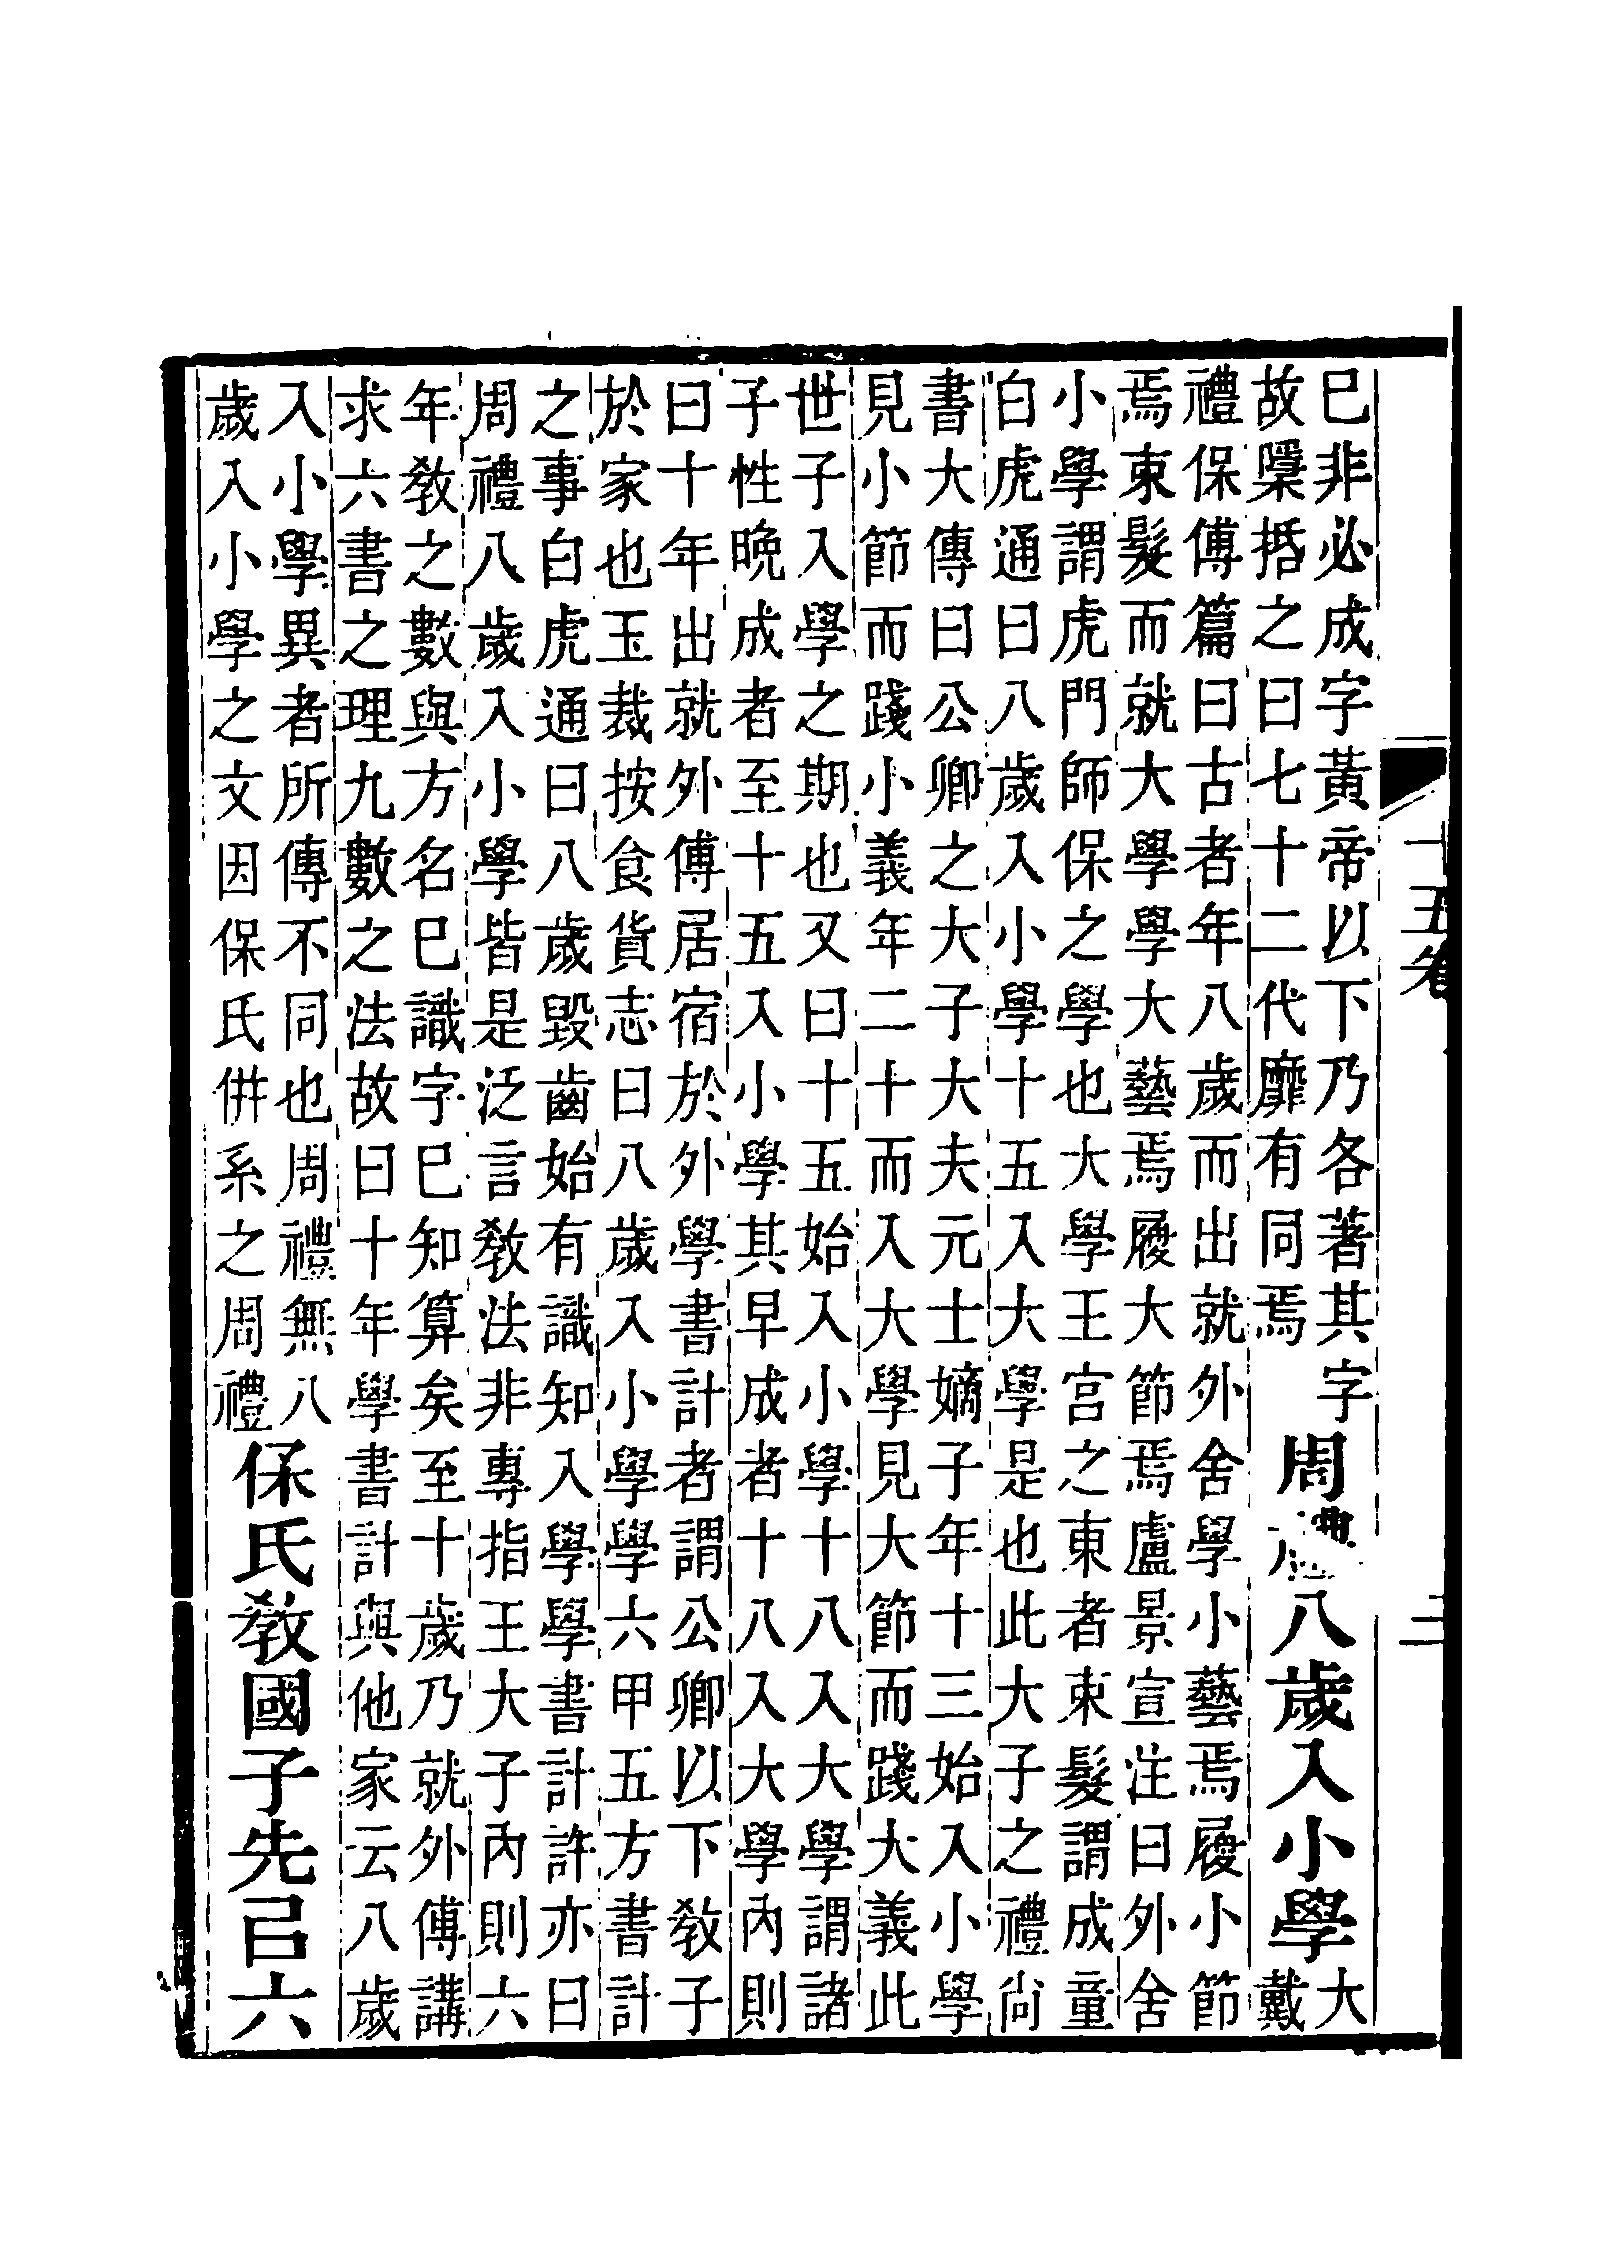 巳非必成字黃帝以下乃各著其字
故檃括之曰七十二代靡有同焉
周禮八歲入小學
大
戴
禮保傅篇曰古者年八歲而出就外舍學小藝焉履小節
焉束髮而就大學學大藝焉履大節焉盧景宣注曰外舍
小學謂虎門師保之學也大學王宮之東者束髮謂成童
白虎通曰八歲入小學十五入大學是也此大子之禮尙
書大傳曰公卿之大子大夫元士嫡子年十三始入小學
見小節而踐小義年二十而入大學見大節而踐大義此
世子入學之期也又曰十五始入小學十八入大學謂諸
子性晚成者至十五入小學其早成者十八入大學內則
曰十年出就外傅居宿於外學書計者謂公卿以下敎子
於家也玉裁按食貨志曰八歲入小學學六甲五方書計
之事白虎通曰八歲毀齒始有識知入學學書計許亦曰
周禮八歲入小學皆是泛言敎法非專指王大子內則六
年敎之數與方名巳識字巳知算矣至十歲乃就外傅講
求六書之理九數之法故曰十年學書計與他家云八歲
入小學異者所傳不同也周禮無八
歲入小學之文因保氏倂系之周禮
保氏敎國子先㠯六
十五卷
二